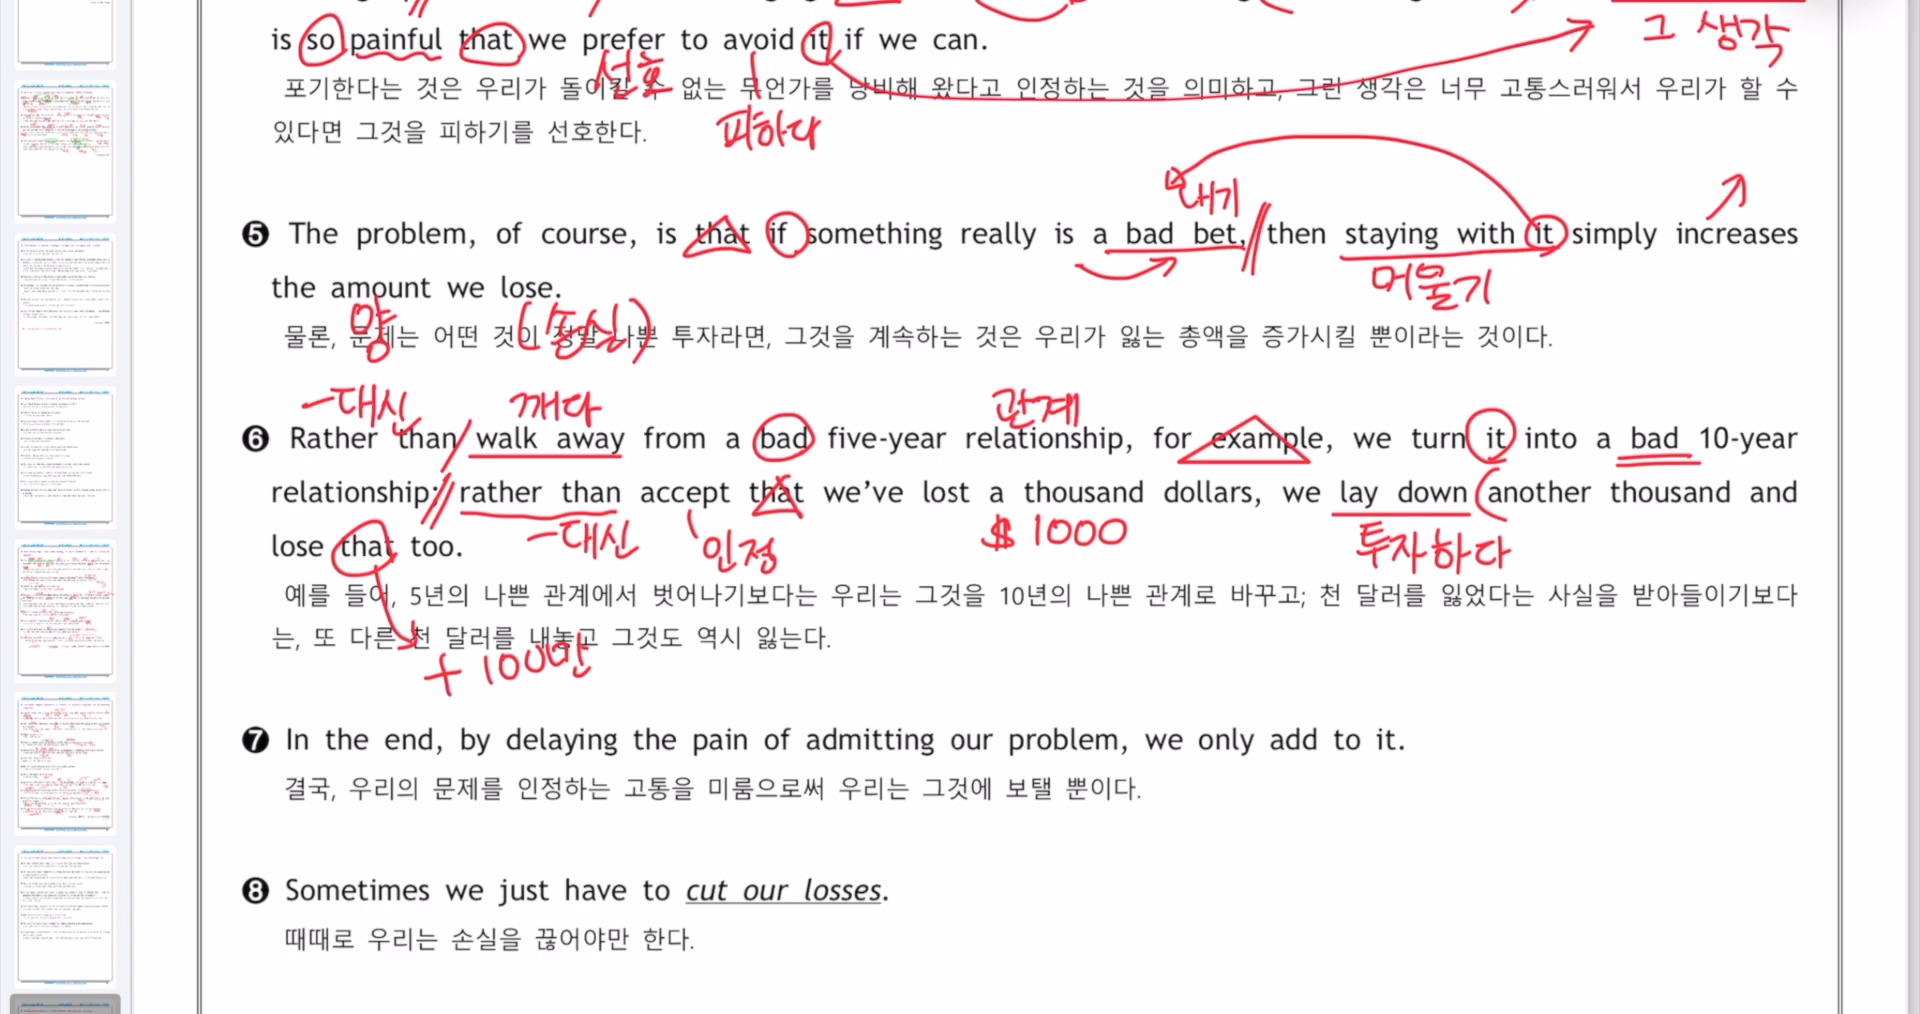 is so painful that we prefer to avoid it if we can.
그 생각
선호
포기한다는 것은 우리가 돌이킬 수 없는 무언가를 낭비해 왔다고 인정하는 것을 의미하고, 그런 생각은 너무 고통스러워서 우리가 할 수
있다면 그것을 피하기를 선호한다.
피하다
내기
❺ The problem, of course, is that if something really is a bad bet, then staying with it simply increases
머물기
the amount we lose.
양 (손실)
물론, 문제는 어떤 것이 정말 나쁜 투자라면, 그것을 계속하는 것은 우리가 잃는 총액을 증가시킬 뿐이라는 것이다.
~대신 깨다 관계
❻ Rather than walk away from a bad five-year relationship, for example, we turn it into a bad 10-year
relationship; rather than accept that we’ve lost a thousand dollars, we lay down another thousand and
~대신 인정 $1000 투자하다
lose that too.
예를 들어, 5년의 나쁜 관계에서 벗어나기보다는 우리는 그것을 10년의 나쁜 관계로 바꾸고; 천 달러를 잃었다는 사실을 받아들이기보다
는, 또 다른 천 달러를 내놓고 그것도 역시 잃는다.
+100만
❼ In the end, by delaying the pain of admitting our problem, we only add to it.
결국, 우리의 문제를 인정하는 고통을 미룸으로써 우리는 그것에 보탤 뿐이다.
❽ Sometimes we just have to cut our losses.
때때로 우리는 손실을 끊어야만 한다.